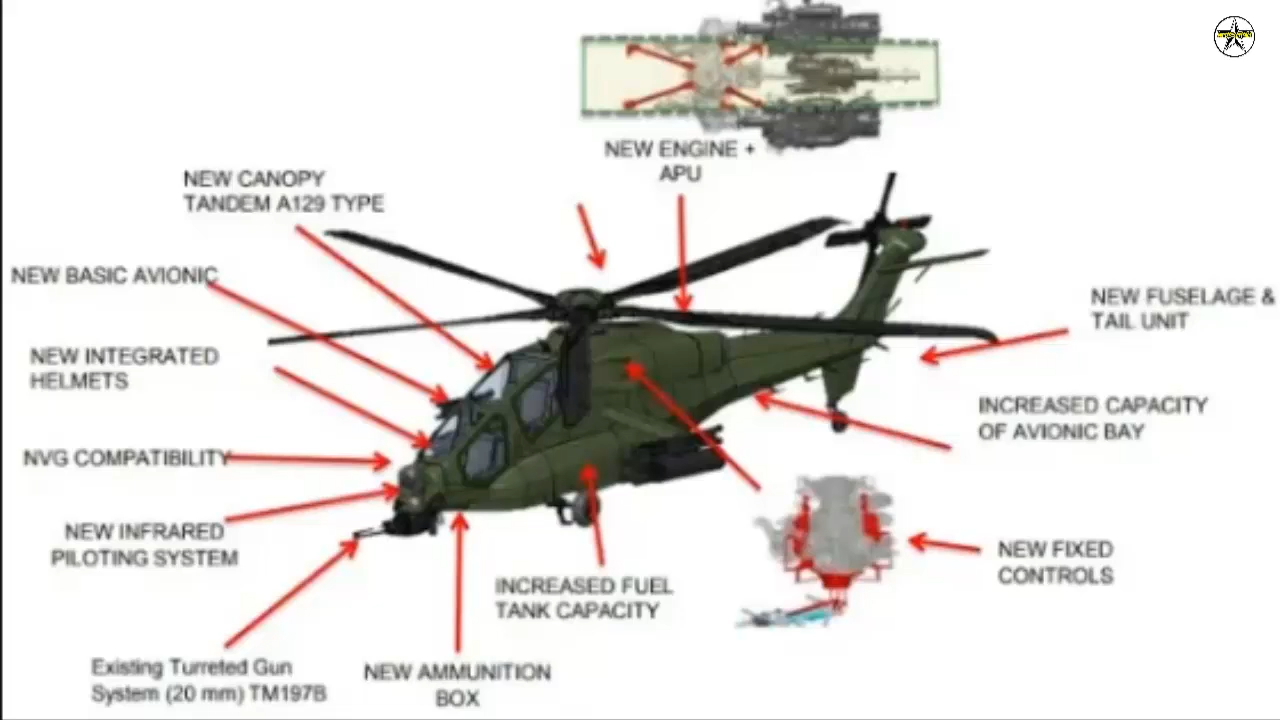 NEW ENGINE +
APU
NEW CANOPY
TANDEM A129 TYPE
NEW BASIC AVIONIC
NEW FUSELAGE &
TAIL UNIT
NEW INTEGRATED
HELMETS
INCREASED CAPACITY
OF AVIONIC BAY
NVG COMPATIBILITY
NEW INFRARED
PILOTING SYSTEM
NEW FIXED
CONTROLS
INCREASED FUEL
TANK CAPACITY
Existing Turreted Gun
System (20 mm) TM197B
NEW AMMUNITION
BOX